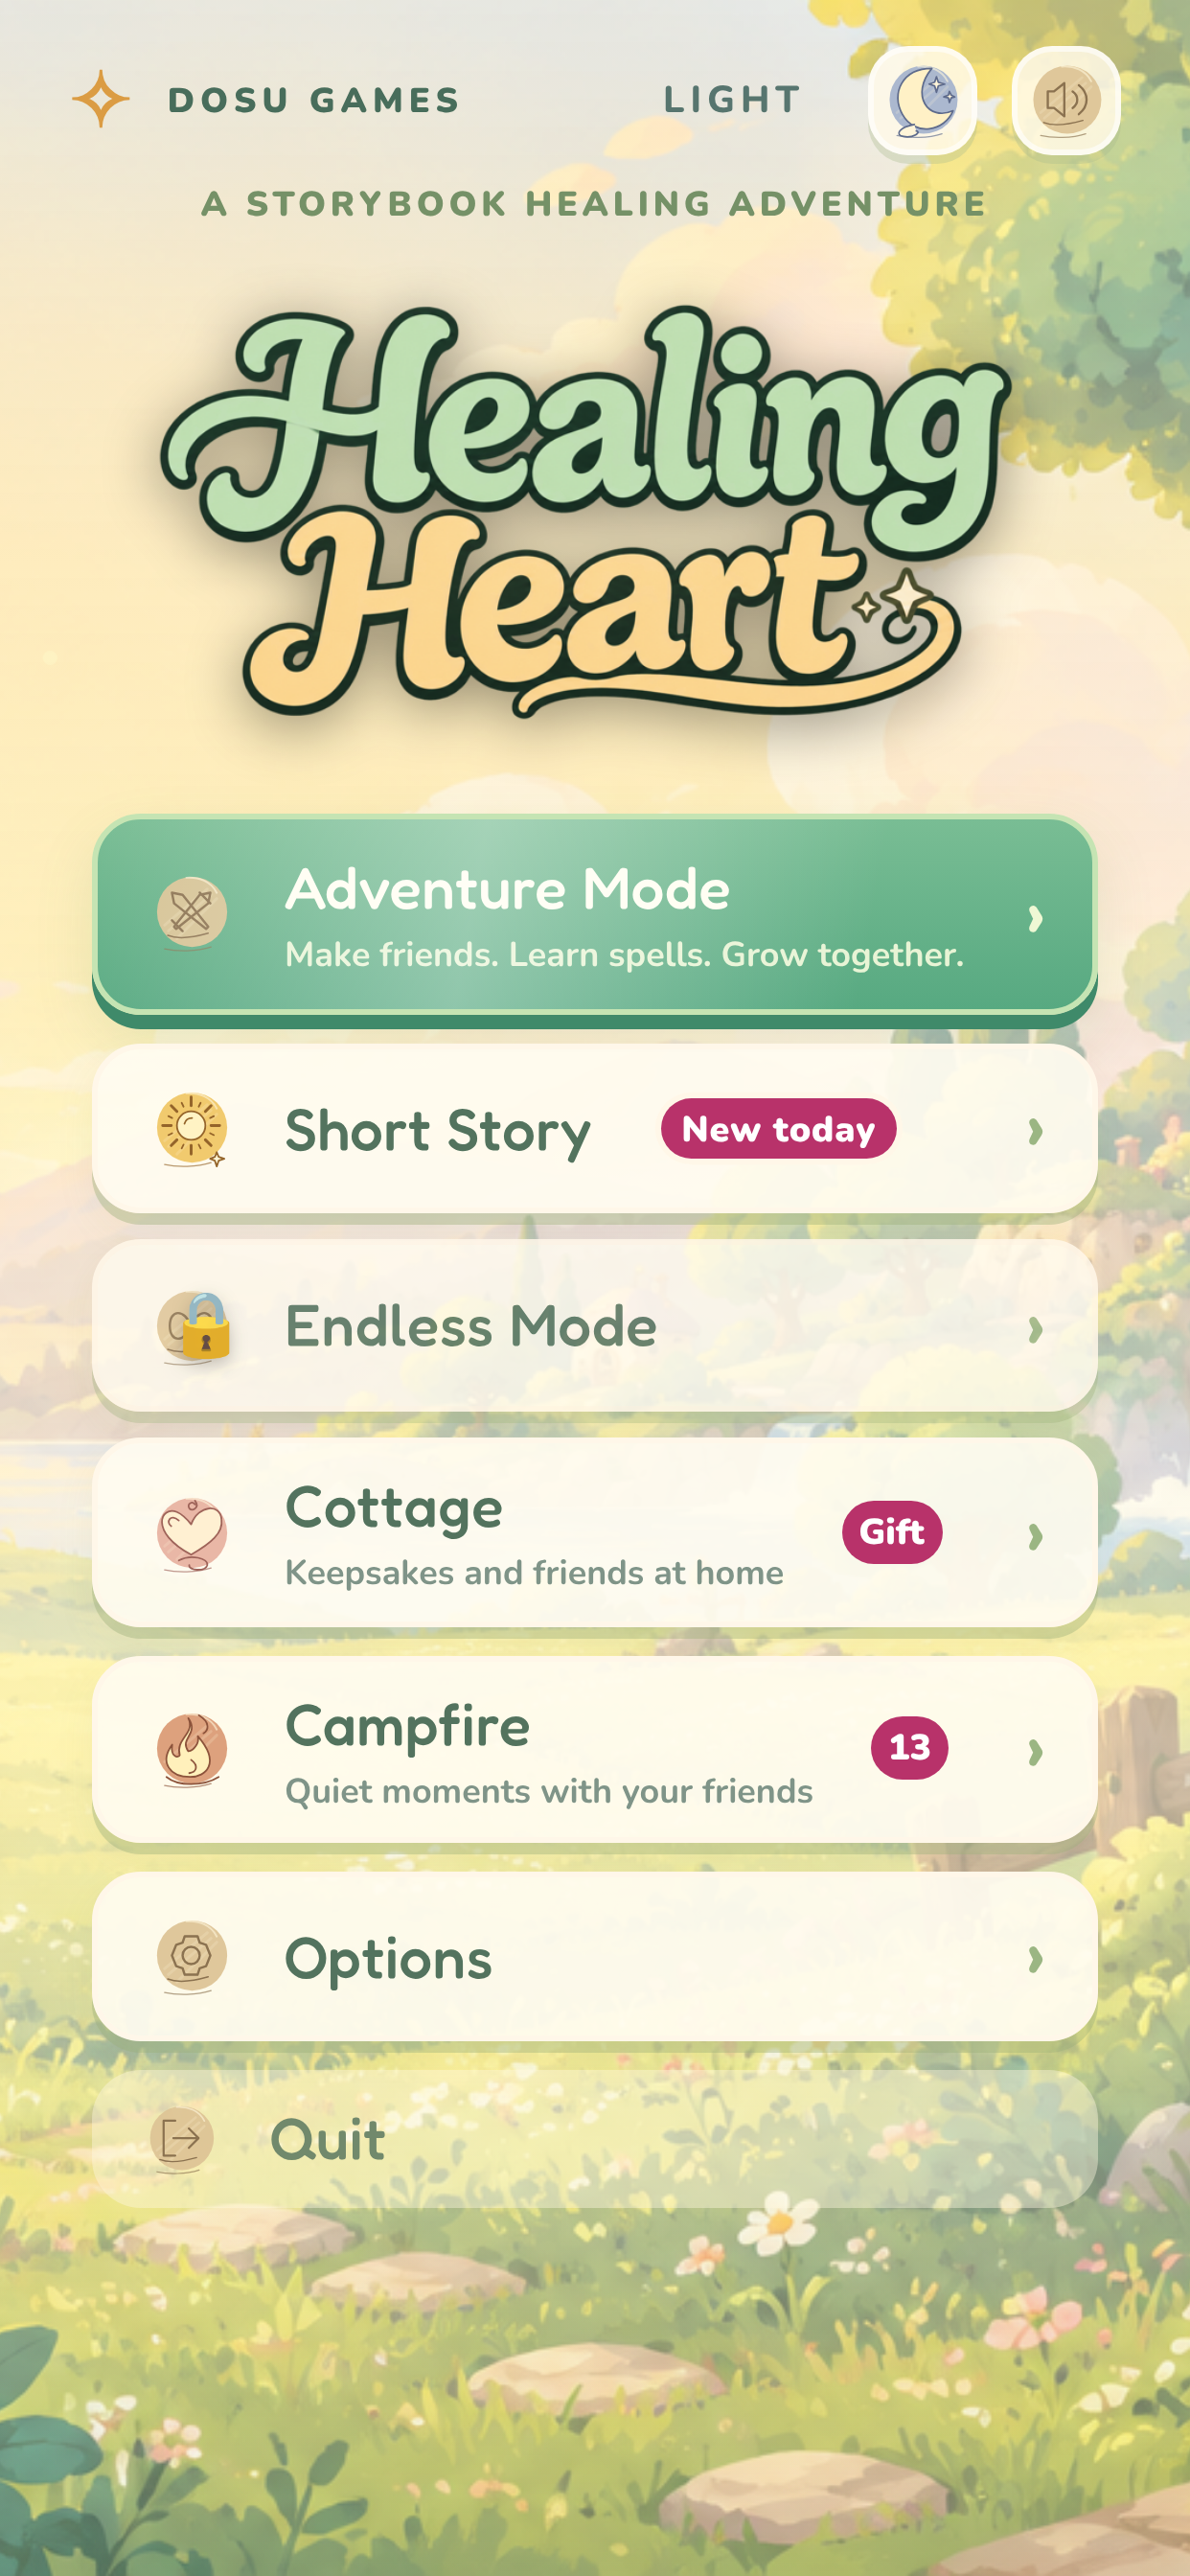 DOSU GAMES
LIGHT
A STORYBOOK HEALING ADVENTURE
Healing
Heart
Adventure Mode
Make friends. Learn spells. Grow together.
Short Story
New today
Endless Mode
Cottage
Keepsakes and friends at home
Gift
Campfire
Quiet moments with your friends
13
Options
Quit